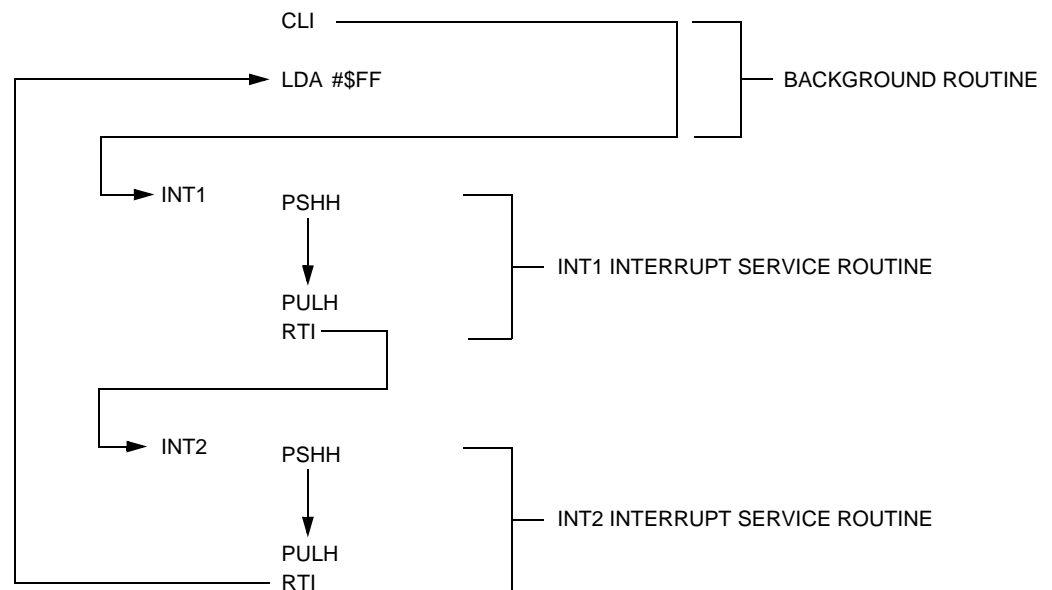 CLI
LDA #$FF
BACKGROUND ROUTINE
INT1
PSHH
INT1 INTERRUPT SERVICE ROUTINE
PULH
RTI
INT2
PSHH
INT2 INTERRUPT SERVICE ROUTINE
PULH
RTI